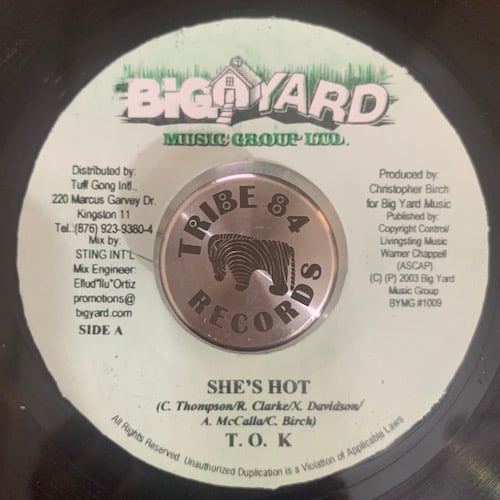 BiG YARD
MUSIC GROUP LTD.
Distributed by:
Tuff Gong Intl.,
220 Marcus Garvey Dr.
Kingston 11
Tel.:(876) 923-9380-4
Mix by:
STING INT'L
Mix Engineer:
Effud"Ilu"Ortiz
promotions@
bigyard.com
SIDE A
Produced by:
Christopher Birch
for Big Yard Music
Published by:
Copyright Control/
Livingsting Music
Warner Chappell
(ASCAP)
(C) (P) 2003 Big Yard
Music Group
BYMG #1009
TRIBE 84
RECORDS
SHE'S HOT
(C. Thompson/R. Clarke/X. Davidson/
A. McCalla/C. Birch)
T. O. K
All Rights Reserved. Unauthorized Duplication is a Violation of Applicable Laws